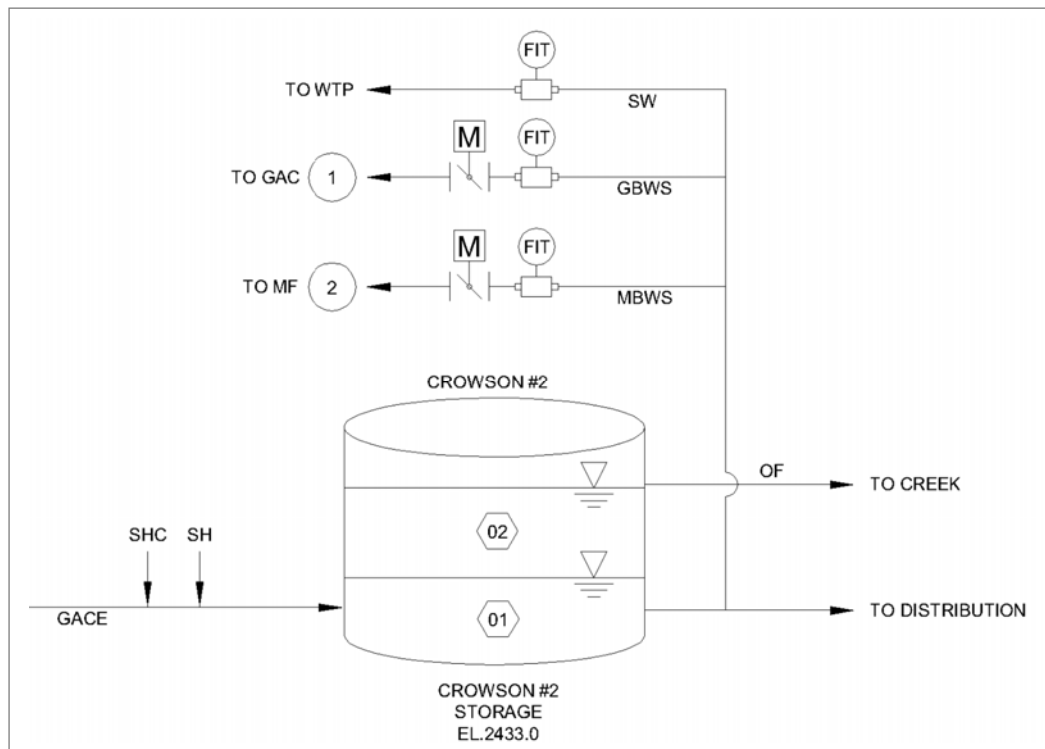 FIT
TO WTP
SW
M
FIT
TO GAC
1
GBWS
M
FIT
TO MF
2
MBWS
CROWSON #2
OF
TO CREEK
02
SHC
SH
GACE
01
TO DISTRIBUTION
CROWSON #2
STORAGE
EL.2433.0